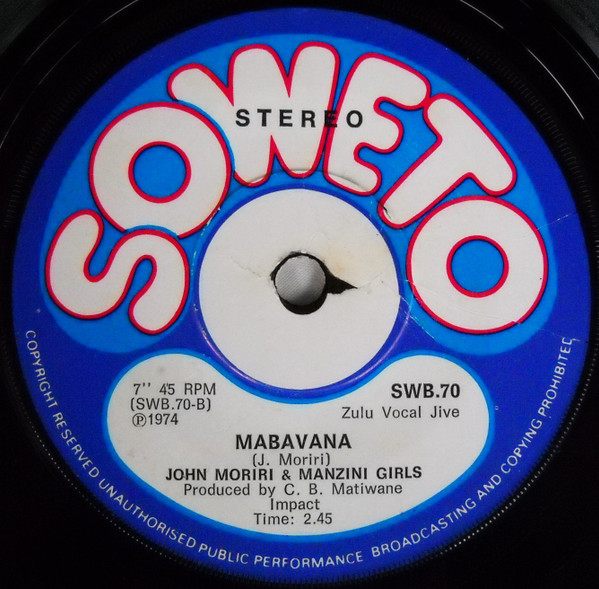 SOWETO
STEREO
7'' 45 RPM
(SWB.70-B)
℗1974
SWB.70
Zulu Vocal Jive
MABAVANA
(J. Moriri)
JOHN MORIRI & MANZINI GIRLS
Produced by C. B. Matiwane
Impact
Time: 2.45
COPYRIGHT RESERVED UNAUTHORISED PUBLIC PERFORMANCE BROADCASTING AND COPYING PROHIBITED